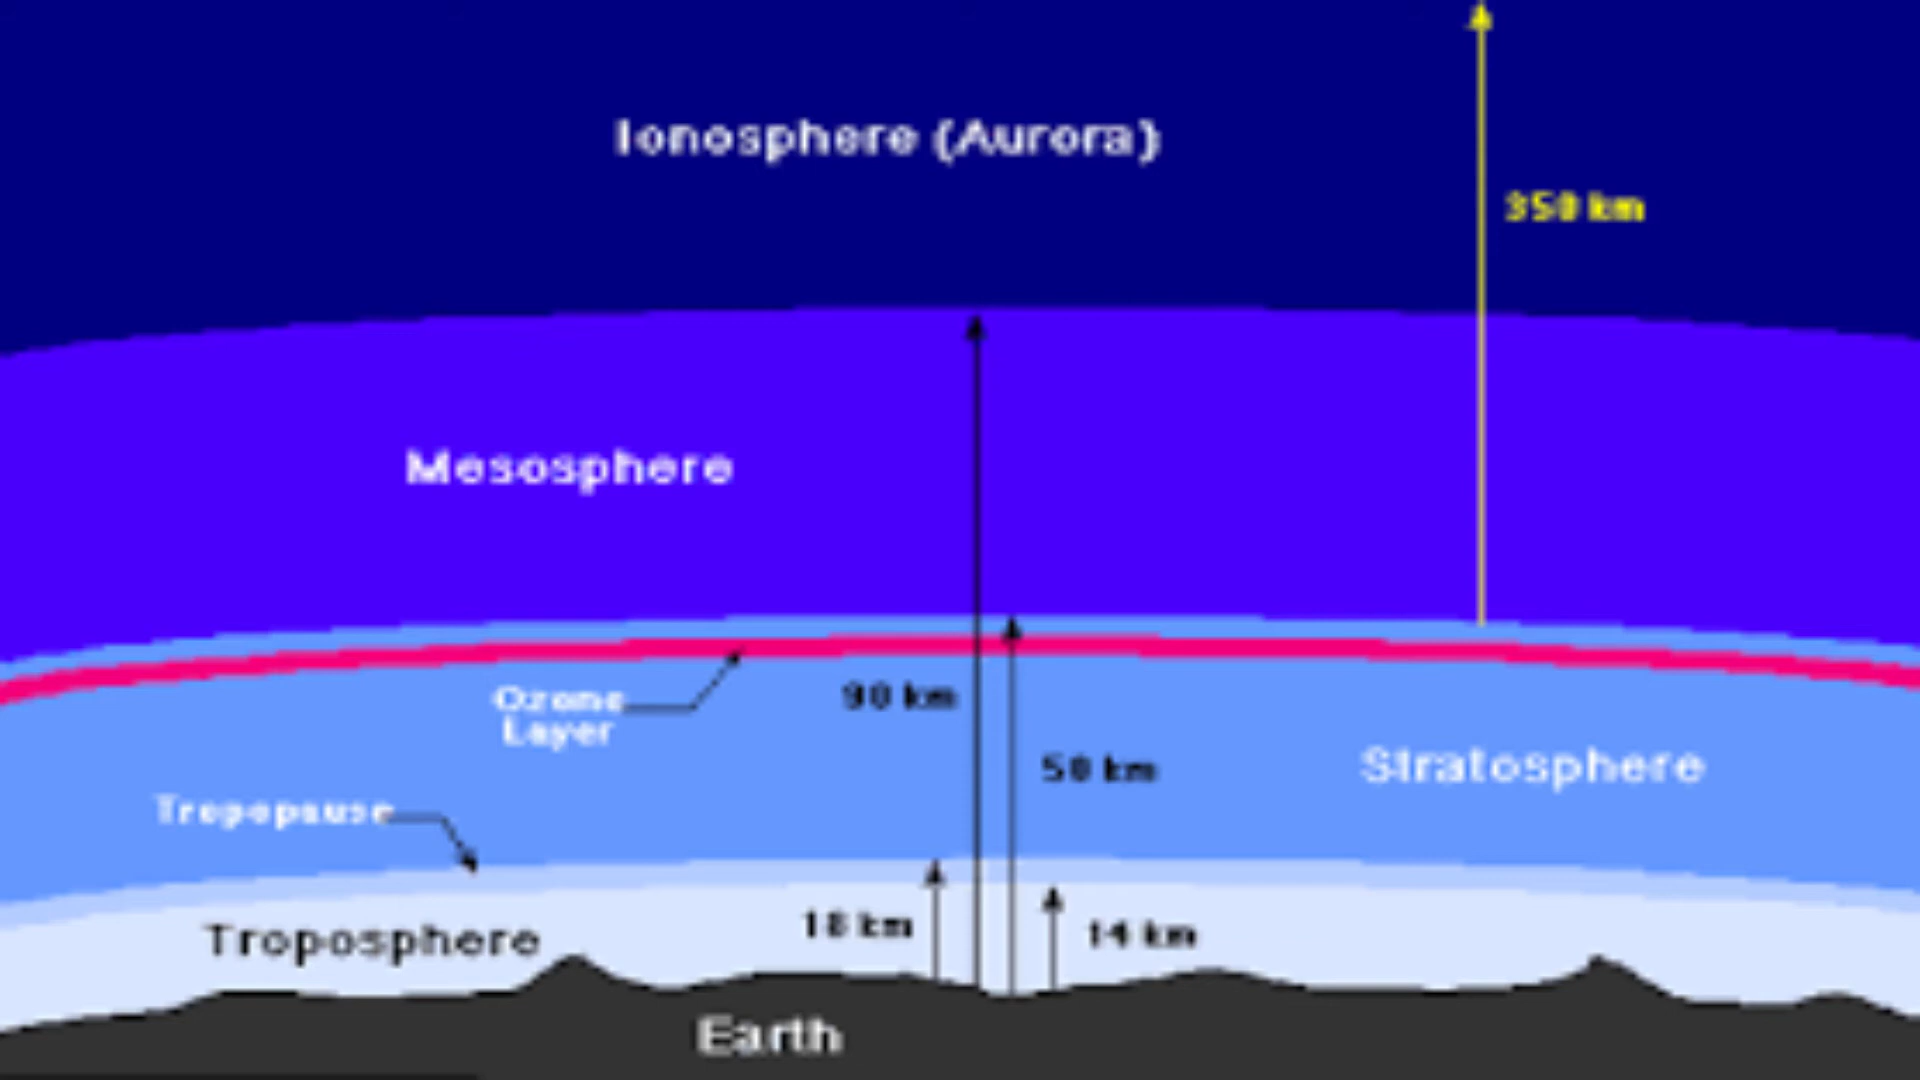 Ionosphere (Aurora)
350 km
Mesosphere
Ozone
Layer
90 km
50 km
Stratosphere
Tropopause
Troposphere
18 km
14 km
Earth